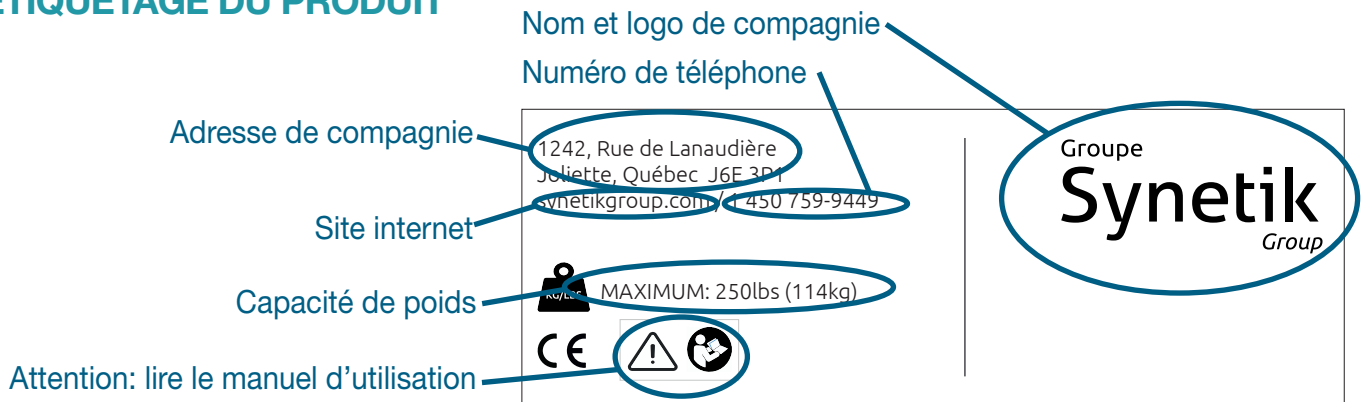 ÉTIQUETAGE DU PRODUIT
Nom et logo de compagnie
Numéro de téléphone
Adresse de compagnie
1242, Rue de Lanaudière
Joliette, Québec J6E 3P1
synetikgroup.com / 1 450 759-9449
Site internet
Groupe
Synetik
Group
Capacité de poids
KG/LBS
MAXIMUM: 250lbs (114kg)
CE
Attention: lire le manuel d'utilisation